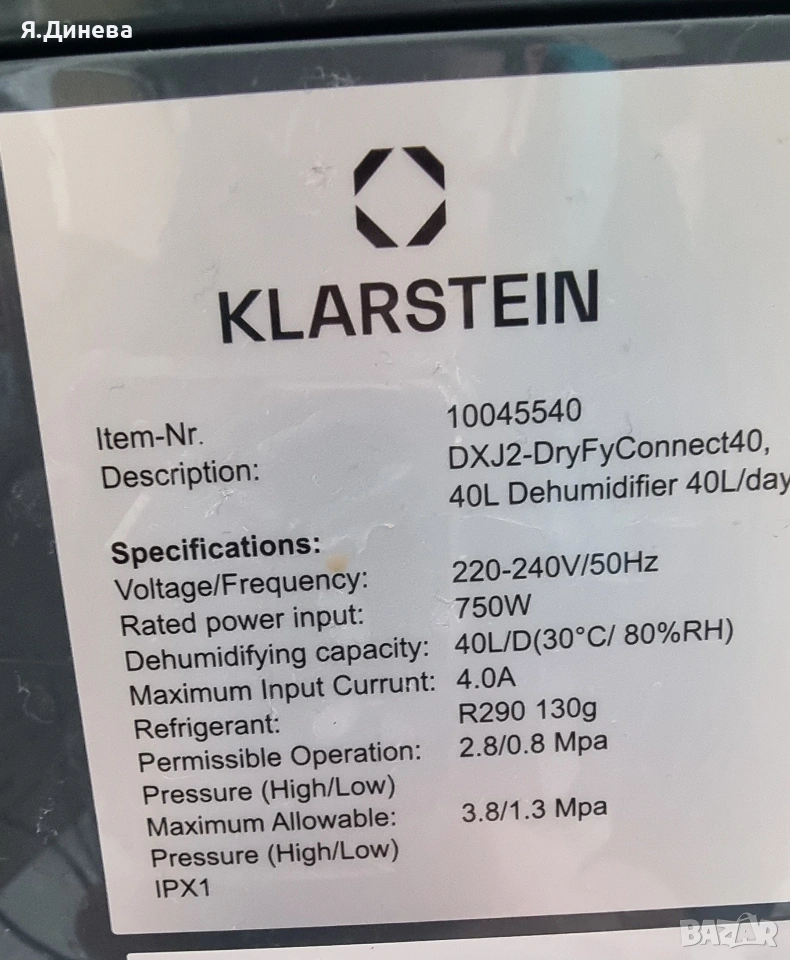 Я.Динева
KLARSTEIN
Item-Nr. 10045540
Description: DXJ2-DryFyConnect40,
40L Dehumidifier 40L/day
Specifications:
Voltage/Frequency: 220-240V/50Hz
Rated power input: 750W
Dehumidifying capacity: 40L/D(30°C/ 80%RH)
Maximum Input Currunt: 4.0A
Refrigerant: R290 130g
Permissible Operation: 2.8/0.8 Mpa
Pressure (High/Low)
Maximum Allowable: 3.8/1.3 Mpa
Pressure (High/Low)
IPX1
BAZAR